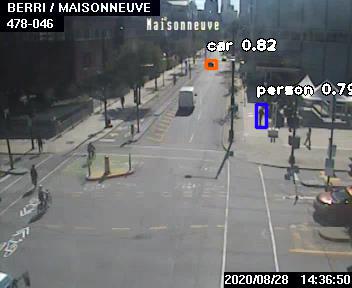 BERRI / MAISONNEUVE
478-046
Maisonneuve
car 0.82
person 0.79
2020/08/28 14:36:50